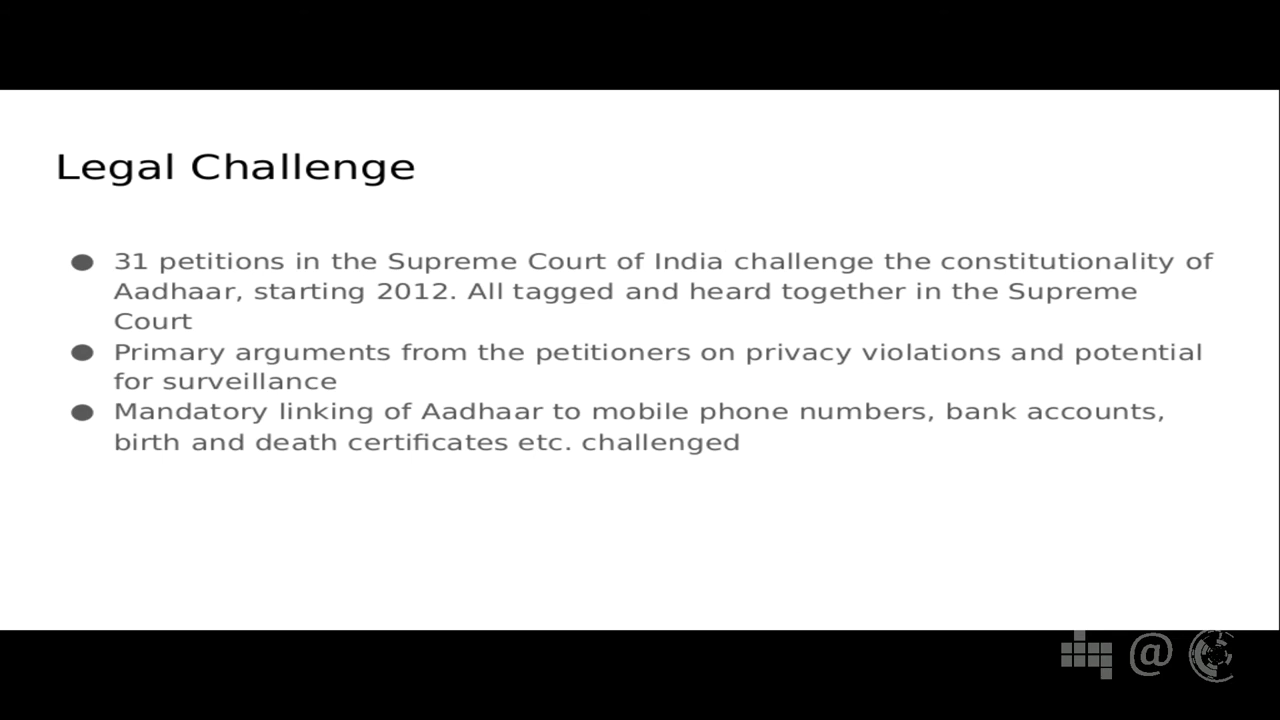 Legal Challenge
● 31 petitions in the Supreme Court of India challenge the constitutionality of
Aadhaar, starting 2012. All tagged and heard together in the Supreme
Court
● Primary arguments from the petitioners on privacy violations and potential
for surveillance
● Mandatory linking of Aadhaar to mobile phone numbers, bank accounts,
birth and death certificates etc. challenged
@